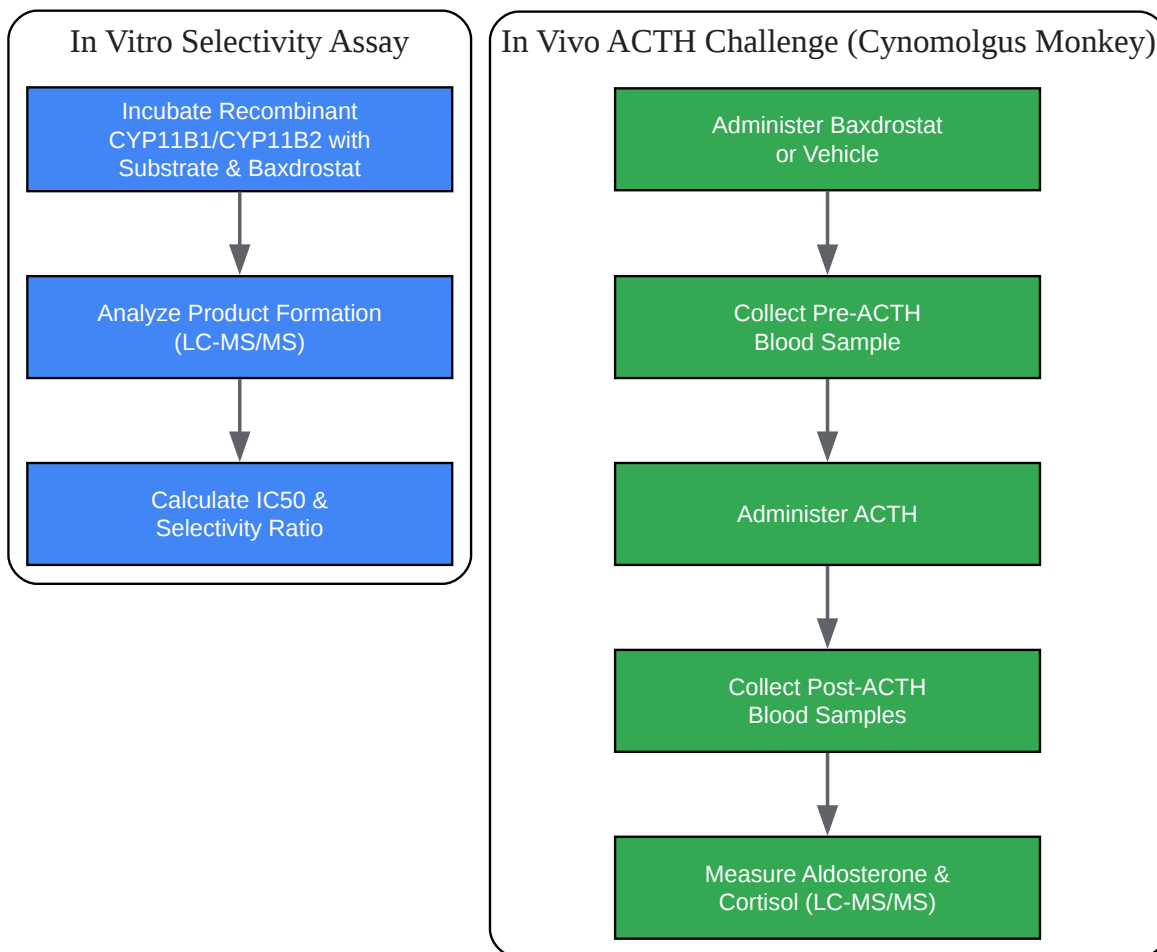 In Vitro Selectivity Assay
Incubate Recombinant
CYP11B1/CYP11B2 with
Substrate & Baxdrostat
Analyze Product Formation
(LC-MS/MS)
Calculate IC50 &
Selectivity Ratio
In Vivo ACTH Challenge (Cynomolgus Monkey)
Administer Baxdrostat
or Vehicle
Collect Pre-ACTH
Blood Sample
Administer ACTH
Collect Post-ACTH
Blood Samples
Measure Aldosterone &
Cortisol (LC-MS/MS)